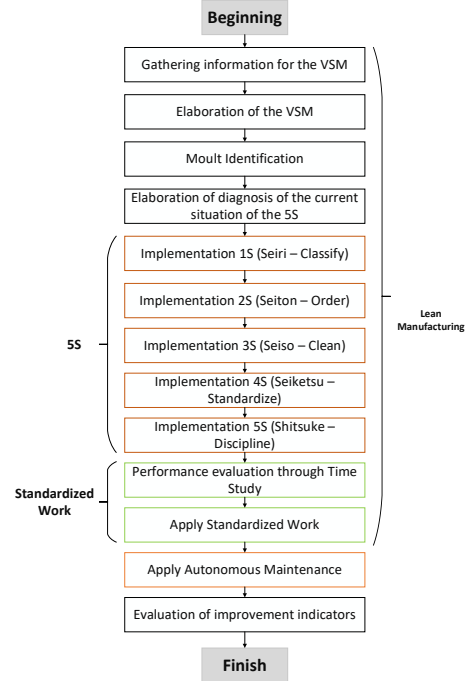 Beginning
Gathering information for the VSM
Elaboration of the VSM
Moult Identification
Elaboration of diagnosis of the current
situation of the 5S
Implementation 1S (Seiri – Classify)
Implementation 2S (Seiton – Order)
Lean
Manufacturing
5S
Implementation 3S (Seiso – Clean)
Implementation 4S (Seiketsu –
Standardize)
Implementation 5S (Shitsuke –
Discipline)
Standardized
Work
Performance evaluation through Time
Study
Apply Standardized Work
Apply Autonomous Maintenance
Evaluation of improvement indicators
Finish